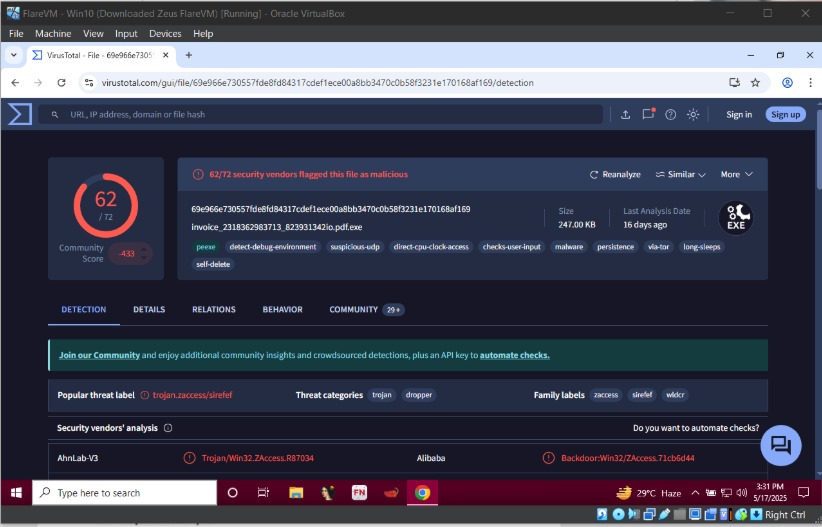 FlareVM - Win10 (Downloaded Zeus FlareVM) [Running] - Oracle VirtualBox
File Machine View Input Devices Help
VirusTotal - File - 69e966e73055
virustotal.com/gui/file/69e966e730557fde8fd84317cdef1ece00a8bb3470c0b58f3231e170168af169/detection
URL, IP address, domain or file hash
Sign in
Sign up
62
/ 72
Community Score
-433
62/72 security vendors flagged this file as malicious
Reanalyze
Similar
More
69e966e730557fde8fd84317cdef1ece00a8bb3470c0b58f3231e170168af169
invoice_2318362983713_823931342io.pdf.exe
Size
247.00 KB
Last Analysis Date
16 days ago
EXE
peexe detect-debug-environment suspicious-udp direct-cpu-clock-access checks-user-input malware persistence via-tor long-sleeps
self-delete
DETECTION DETAILS RELATIONS BEHAVIOR COMMUNITY 29+
Join our Community and enjoy additional community insights and crowdsourced detections, plus an API key to automate checks.
Popular threat label trojan.zaccess/sirefef Threat categories trojan dropper Family labels zaccess sirefef wldcr
Security vendors' analysis Do you want to automate checks?
AhnLab-V3 Trojan/Win32.ZAccess.R87034 Alibaba Backdoor:Win32/ZAccess.71cb6d44
Type here to search
FN
29°C Haze
3:31 PM
5/17/2025
Right Ctrl